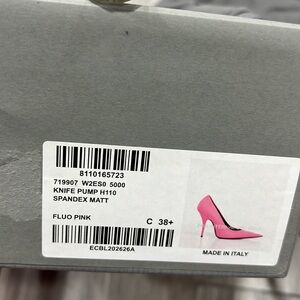 8110165723
719907 W2ES0 5000
KNIFE PUMP H110
SPANDEX MATT
FLUO PINK
C 38+
ECBL202626A
MADE IN ITALY